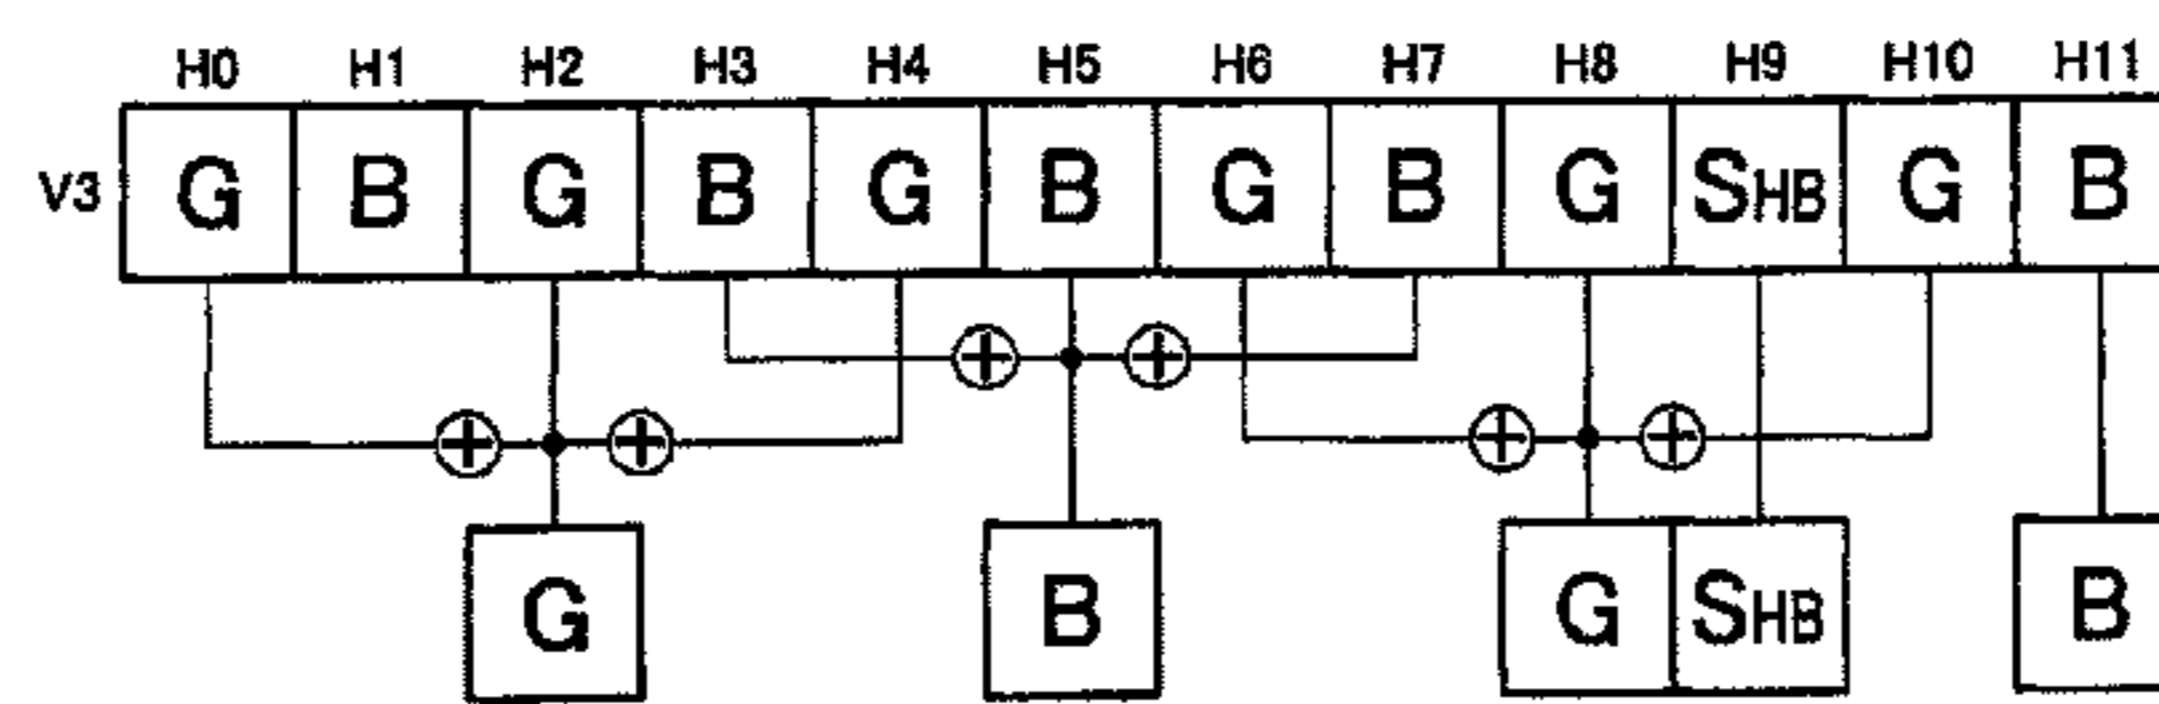 H0 H1 H2 H3 H4 H5 H6 H7 H8 H9 H10 H11
V3 G B G B G B G B G SHB G B
G B G SHB B